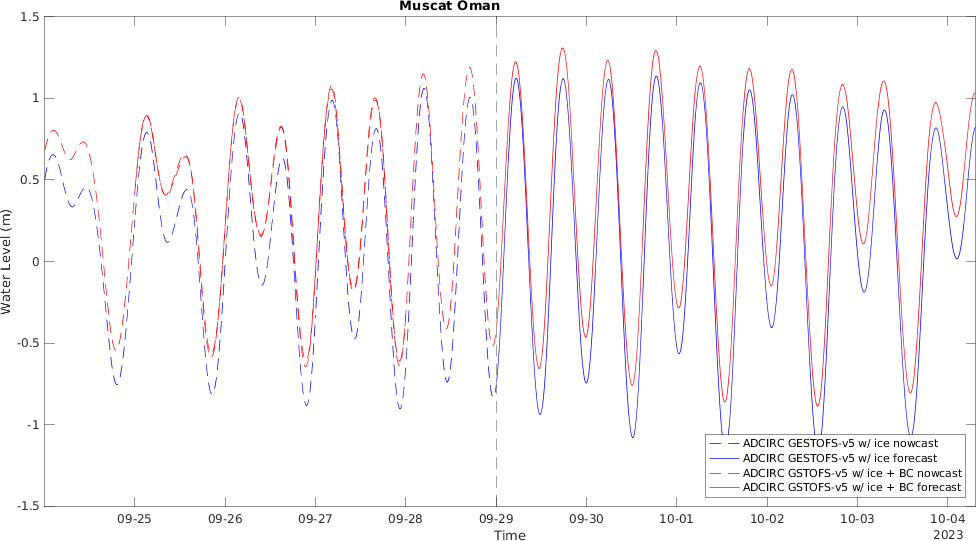 Muscat Oman
1.5
1
0.5
0
-0.5
-1
-1.5
Water Level (m)
ADCIRC GESTOFS-v5 w/ ice nowcast
ADCIRC GESTOFS-v5 w/ ice forecast
ADCIRC GSTOFS-v5 w/ ice + BC nowcast
ADCIRC GSTOFS-v5 w/ ice + BC forecast
09-25 09-26 09-27 09-28 09-29 09-30 10-01 10-02 10-03 10-04
Time 2023